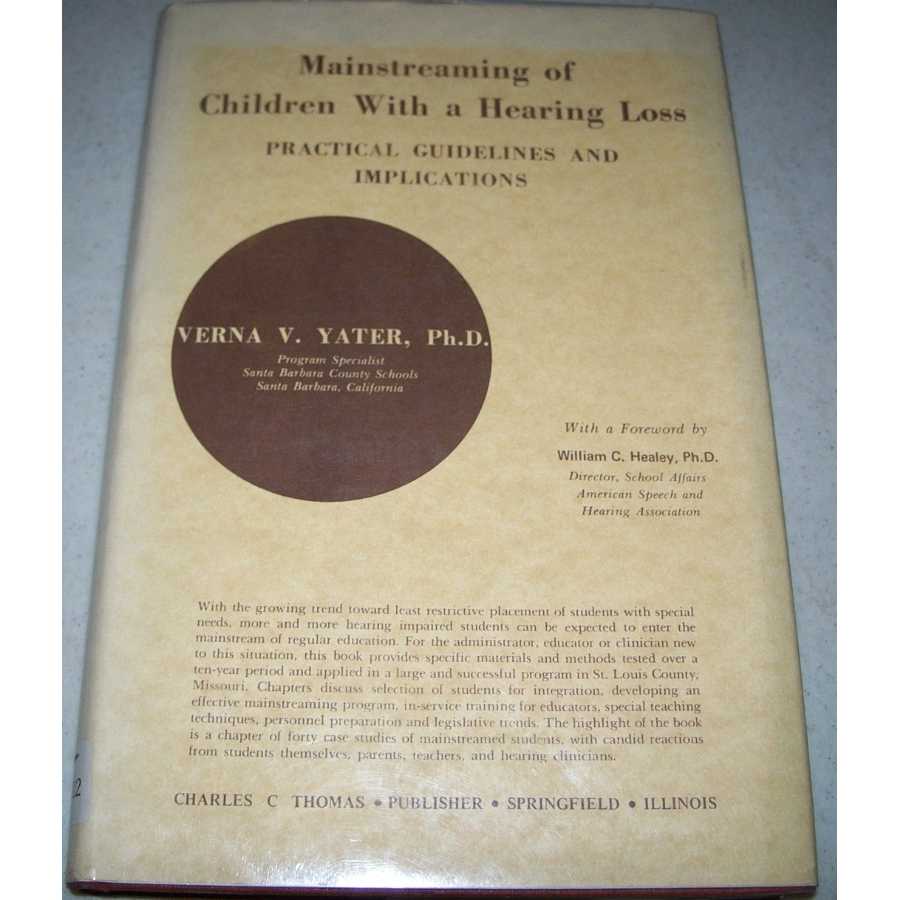 Mainstreaming of
Children With a Hearing Loss
PRACTICAL GUIDELINES AND
IMPLICATIONS
VERNA V. YATER, Ph.D.
Program Specialist
Santa Barbara County Schools
Santa Barbara, California
With a Foreword by
William C. Healey, Ph.D.
Director, School Affairs
American Speech and
Hearing Association
With the growing trend toward least restrictive placement of students with special
needs, more and more hearing impaired students can be expected to enter the
mainstream of regular education. For the administrator, educator or clinician new
to this situation, this book provides specific materials and methods tested over a
ten-year period and applied in a large and successful program in St. Louis County,
Missouri. Chapters discuss selection of students for integration, developing an
effective mainstreaming program, in-service training for educators, special teaching
techniques, personnel preparation and legislative trends. The highlight of the book
is a chapter of forty case studies of mainstreamed students, with candid reactions
from students themselves, parents, teachers, and hearing clinicians.
CHARLES C THOMAS • PUBLISHER • SPRINGFIELD • ILLINOIS